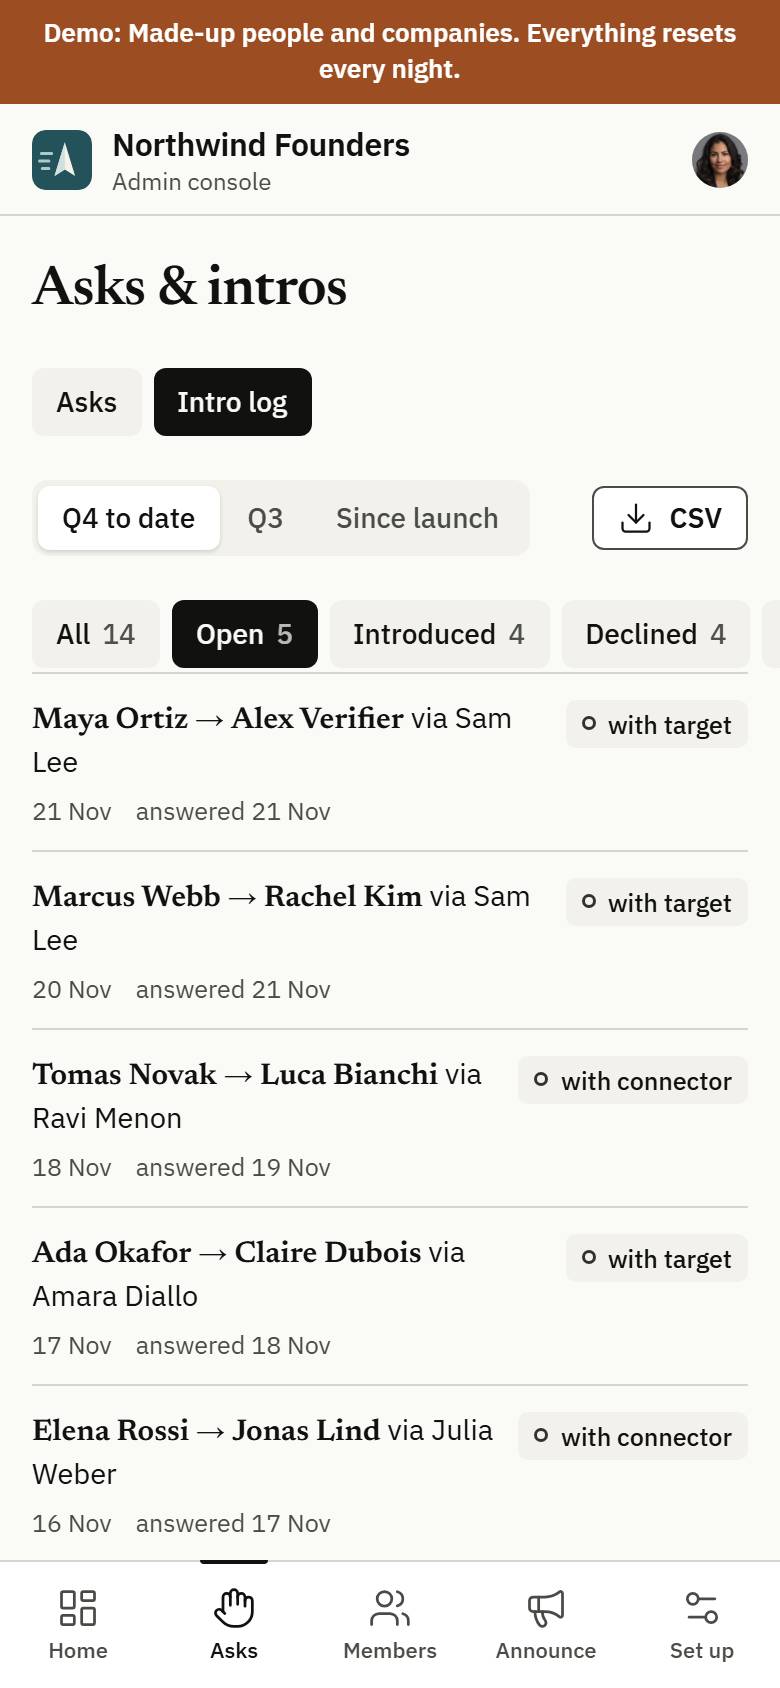 Demo: Made-up people and companies. Everything resets
every night.
Northwind Founders
Admin console
Asks & intros
Asks
Intro log
Q4 to date
Q3
Since launch
CSV
All 14
Open 5
Introduced 4
Declined 4
Maya Ortiz → Alex Verifier via Sam
Lee
with target
21 Nov answered 21 Nov
Marcus Webb → Rachel Kim via Sam
Lee
with target
20 Nov answered 21 Nov
Tomas Novak → Luca Bianchi via
Ravi Menon
with connector
18 Nov answered 19 Nov
Ada Okafor → Claire Dubois via
Amara Diallo
with target
17 Nov answered 18 Nov
Elena Rossi → Jonas Lind via Julia
Weber
with connector
16 Nov answered 17 Nov
Home
Asks
Members
Announce
Set up